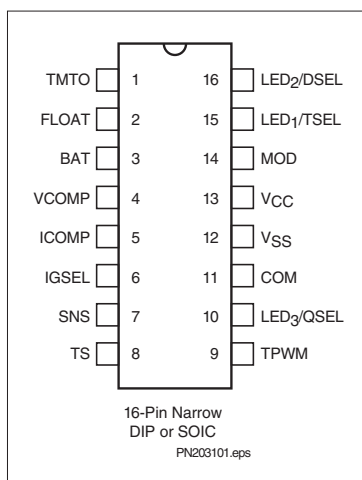 TMTO 1 16 LED2/DSEL
FLOAT 2 15 LED1/TSEL
BAT 3 14 MOD
VCOMP 4 13 VCC
ICOMP 5 12 VSS
IGSEL 6 11 COM
SNS 7 10 LED3/QSEL
TS 8 9 TPWM
16-Pin Narrow
DIP or SOIC
PN203101.eps